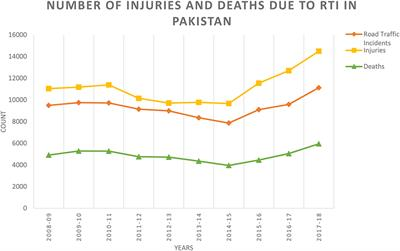 NUMBER OF INJURIES AND DEATHS DUE TO RTI IN
PAKISTAN
16000
14000
12000
10000
8000
6000
4000
2000
0
COUNT
2008-09
2009-10
2010-11
2011-12
2012-13
2013-14
2014-15
2015-16
2016-17
2017-18
YEARS
Road Traffic
Incidents
Injuries
Deaths